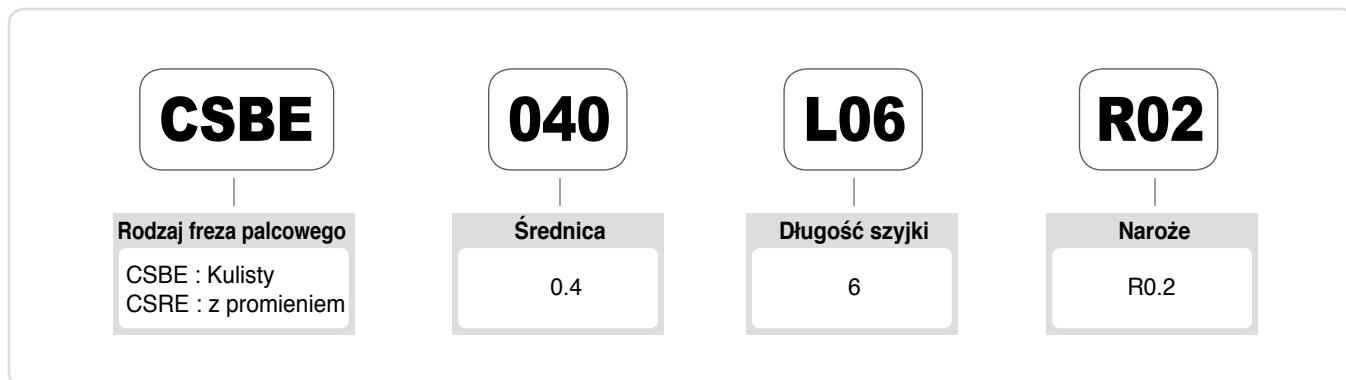 CSBE
040
L06
R02
Rodzaj freza palcowego
CSBE : Kulisty
CSRE : z promieniem
Średnica
0.4
Długość szyjki
6
Naroże
R0.2